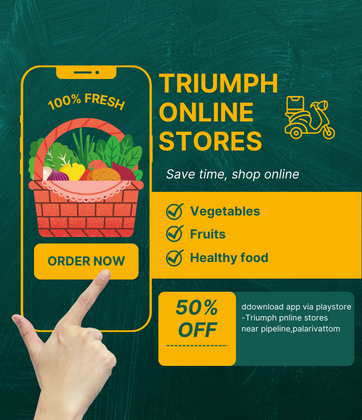 100% FRESH
ORDER NOW
TRIUMPH
ONLINE
STORES
Save time, shop online
Vegetables
Fruits
Healthy food
50%
OFF
ddownload app via playstore
-Triumph pnline stores
near pipeline,palarivattom